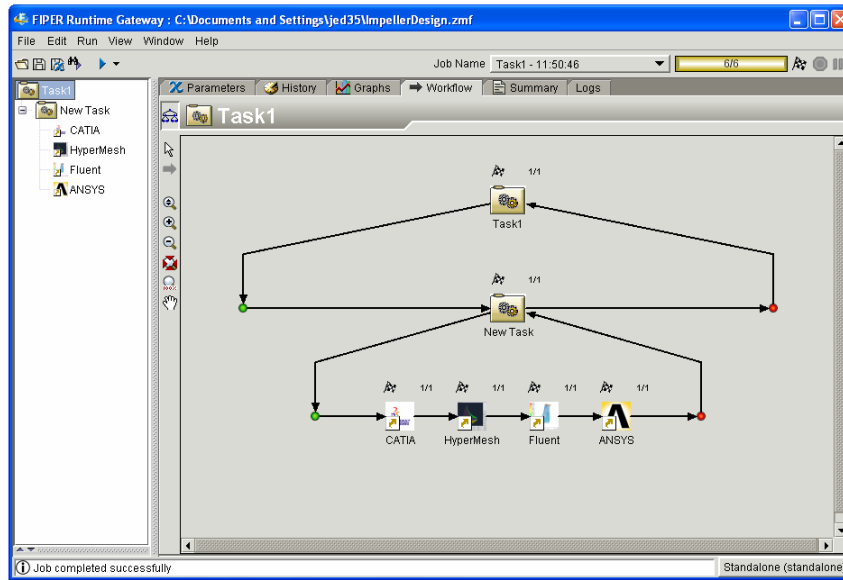 FIPER Runtime Gateway : C:\Documents and Settings\jed35\ImpellerDesign.zmf
File Edit Run View Window Help
Job Name Task1 - 11:50:46 6/6
Task1
New Task
CATIA
HyperMesh
Fluent
ANSYS
Parameters History Graphs Workflow Summary Logs
Task1
1/1
Task1
1/1
New Task
1/1 1/1 1/1 1/1
CATIA HyperMesh Fluent ANSYS
Job completed successfully Standalone (standalone)